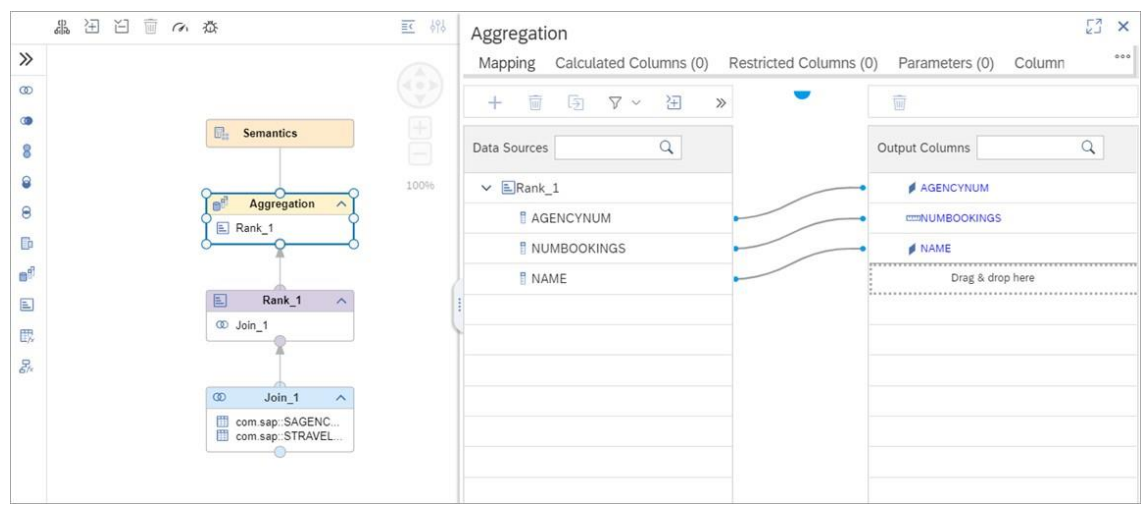 Semantics
Aggregation
Rank_1
Rank_1
Join_1
Join_1
com.sap::SAGENC...
com.sap::STRAVEL...
100%
Aggregation
Mapping Calculated Columns (0) Restricted Columns (0) Parameters (0) Column
Data Sources
Rank_1
AGENCYNUM
NUMBOOKINGS
NAME
Output Columns
AGENCYNUM
NUMBOOKINGS
NAME
Drag & drop here